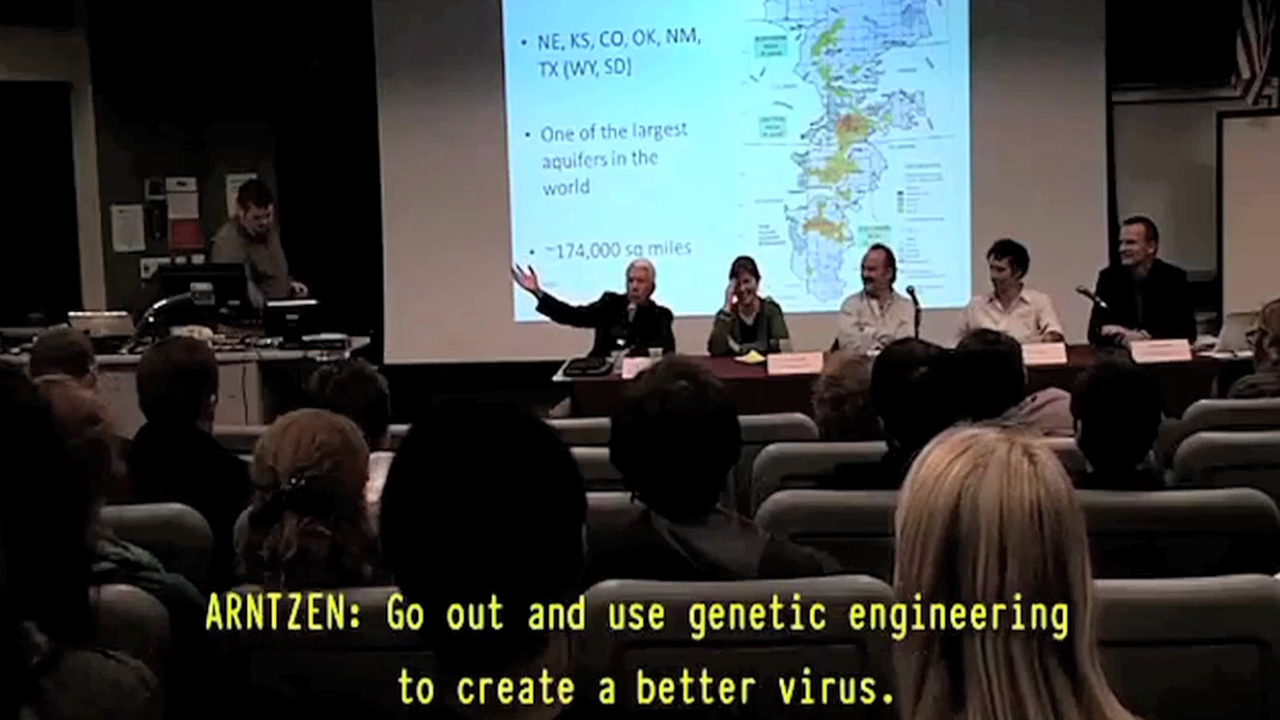 • NE, KS, CO, OK, NM,
TX (WY, SD)
• One of the largest
aquifers in the
world
• ~174,000 sq miles
ARNTZEN: Go out and use genetic engineering
to create a better virus.